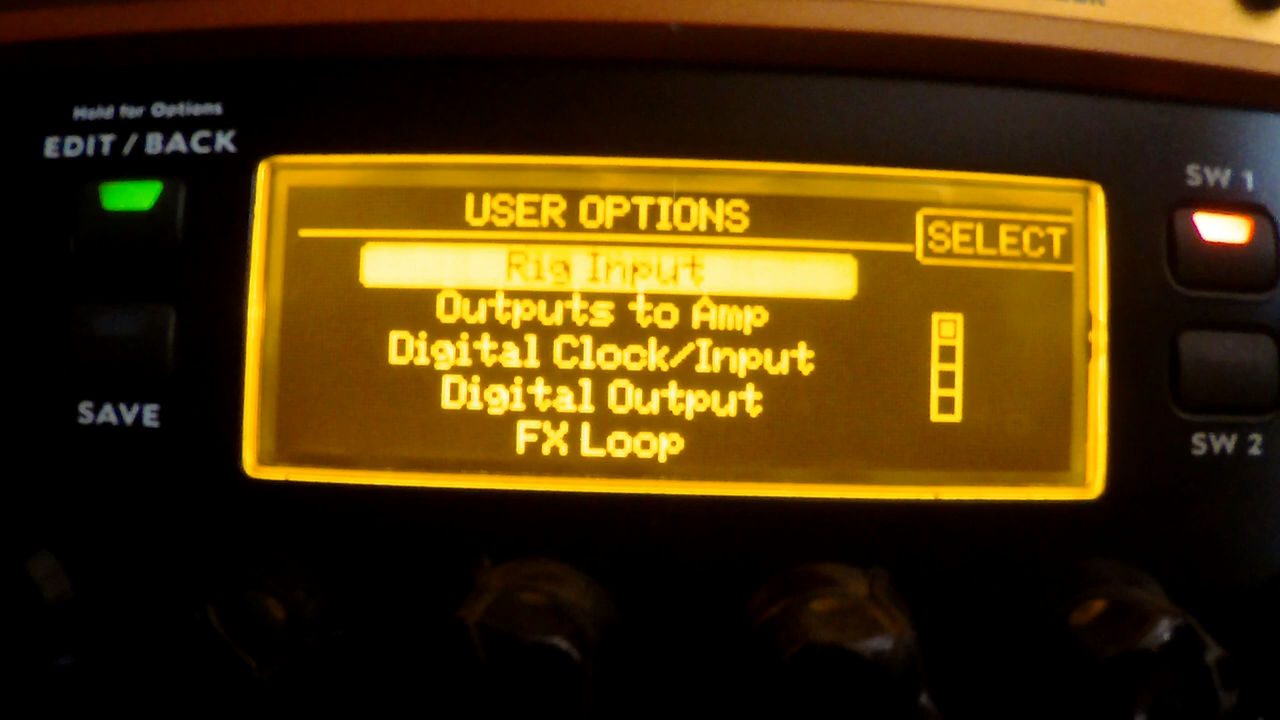 Hold for Options
EDIT / BACK
SW 1
USER OPTIONS
SELECT
Rig Input
Outputs to Amp
Digital Clock/Input
Digital Output
FX Loop
SAVE
SW 2